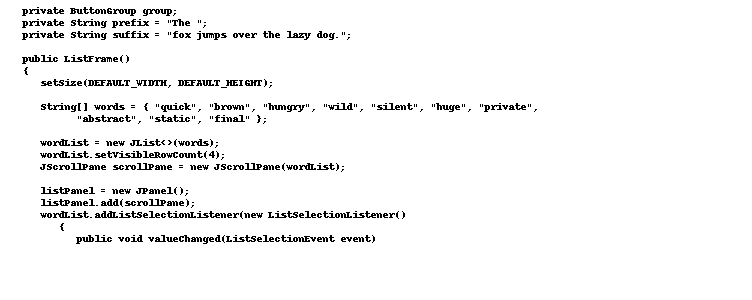 private ButtonGroup group;
private String prefix = "The ";
private String suffix = "fox jumps over the lazy dog.";
public ListFrame()
{
setSize(DEFAULT_WIDTH, DEFAULT_HEIGHT);
String[] words = { "quick", "brown", "hungry", "wild", "silent", "huge", "private",
"abstract", "static", "final" };
wordList = new JList<>(words);
wordList.setVisibleRowCount(4);
JScrollPane scrollPane = new JScrollPane(wordList);
listPanel = new JPanel();
listPanel.add(scrollPane);
wordList.addListSelectionListener(new ListSelectionListener()
{
public void valueChanged(ListSelectionEvent event)